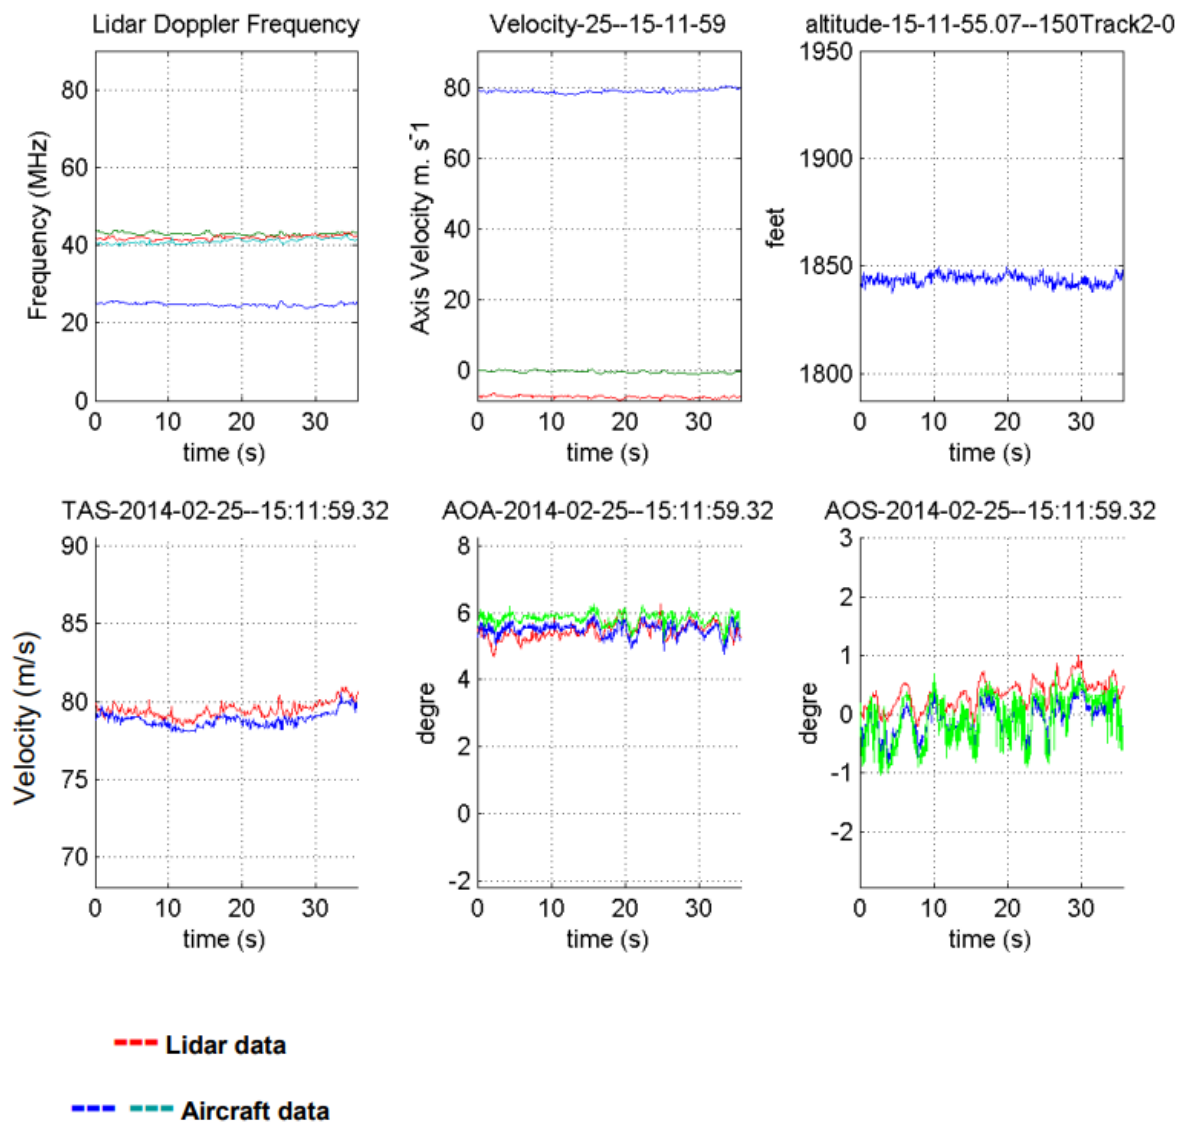 Lidar Doppler Frequency
Velocity-25--15-11-59
altitude-15-11-55.07--150Track2-0
Frequency (MHz)
80
60
40
20
0
0 10 20 30
time (s)
Axis Velocity m. s-1
80
60
40
20
0
0 10 20 30
time (s)
feet
1950
1900
1850
1800
0 10 20 30
time (s)
TAS-2014-02-25--15:11:59.32
AOA-2014-02-25--15:11:59.32
AOS-2014-02-25--15:11:59.32
Velocity (m/s)
90
85
80
75
70
0 10 20 30
time (s)
degre
8
6
4
2
0
-2
0 10 20 30
time (s)
degre
3
2
1
0
-1
-2
0 10 20 30
time (s)
Lidar data
Aircraft data